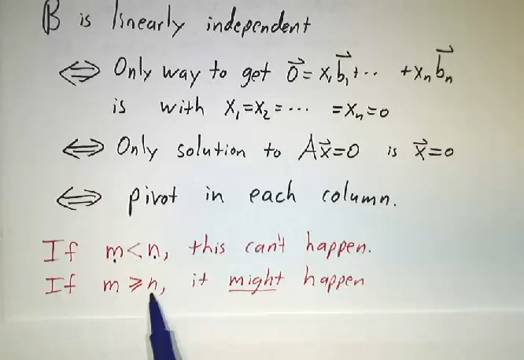 B is linearly independent
⟺ Only way to get 0⃗ = x₁b⃗₁ + ⋯ + xₙb⃗ₙ
is with x₁ = x₂ = ⋯ = xₙ = 0
⟺ Only solution to Ax⃗ = 0 is x⃗ = 0
⟺ pivot in each column.
If m < n, this can't happen.
If m ≥ n, it might happen